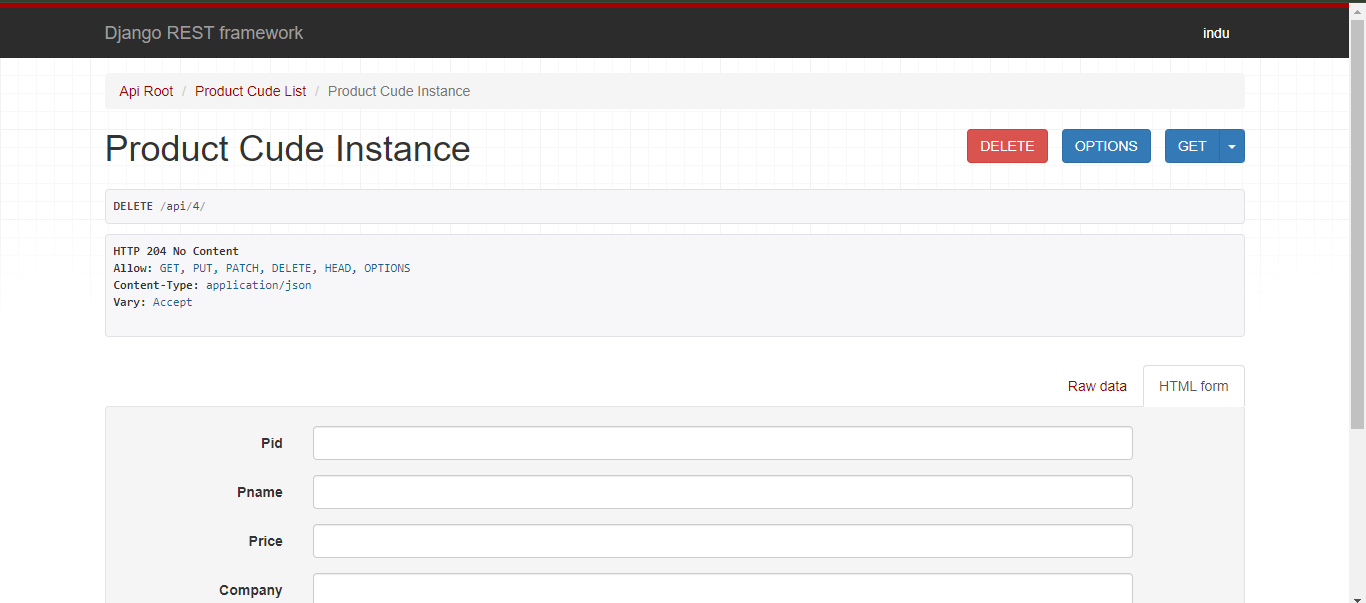 Django REST framework
indu
Api Root / Product Cude List / Product Cude Instance
Product Cude Instance
DELETE
OPTIONS
GET
DELETE /api/4/
HTTP 204 No Content
Allow: GET, PUT, PATCH, DELETE, HEAD, OPTIONS
Content-Type: application/json
Vary: Accept
Raw data
HTML form
Pid
Pname
Price
Company